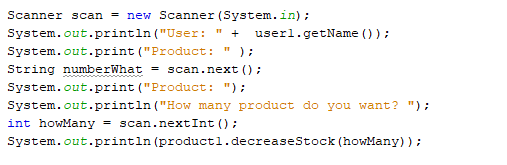 Scanner scan = new Scanner(System.in);
System.out.println("User: " +  user1.getName());
System.out.print("Product: " );
String numberWhat = scan.next();
System.out.print("Product: ");
System.out.println("How many product do you want? ");
int howMany = scan.nextInt();
System.out.println(product1.decreaseStock(howMany));